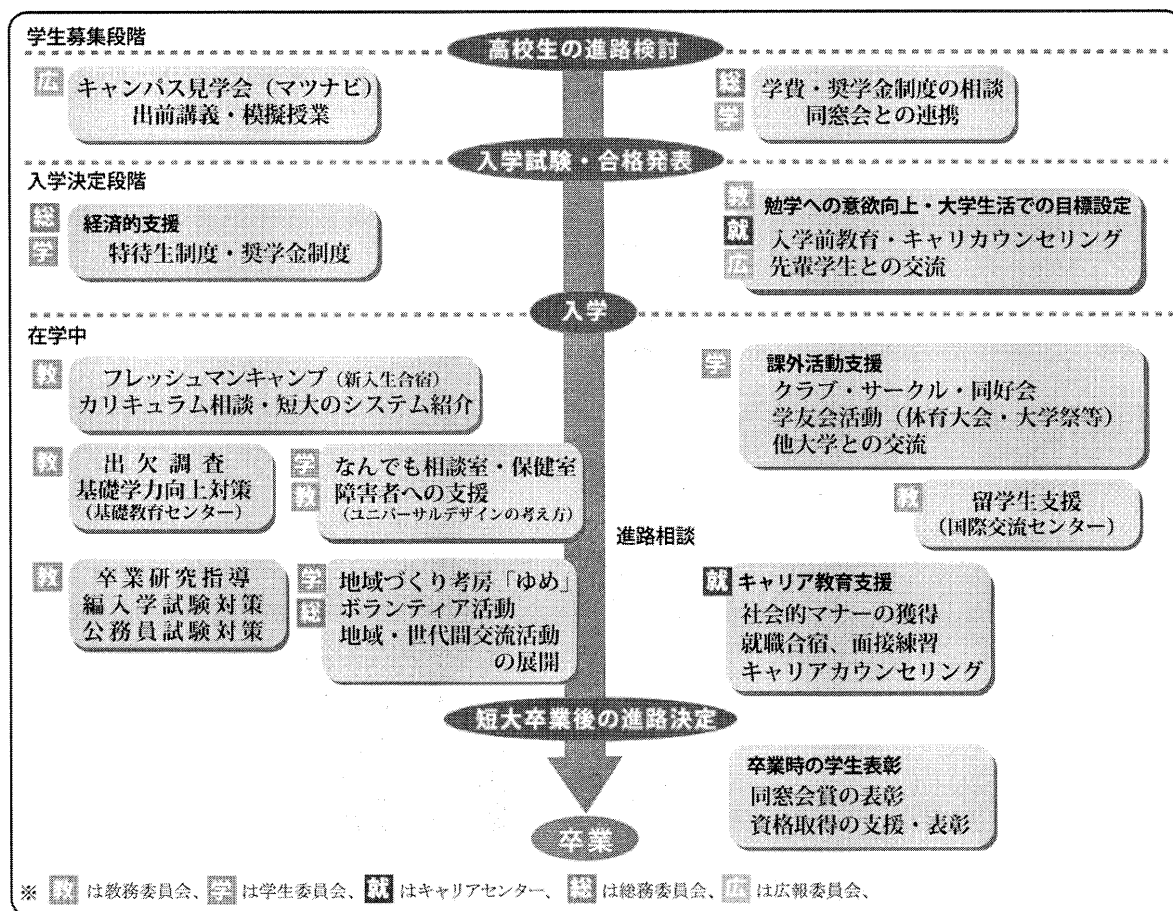 学生募集段階
高校生の進路検討
広
キャンパス見学会（マツナビ）
出前講義・模擬授業
総
学
学費・奨学金制度の相談
同窓会との連携
入学試験・合格発表
入学決定段階
総
学
経済的支援
特待生制度・奨学金制度
教
就
広
勉学への意欲向上・大学生活での目標設定
入学前教育・キャリカウンセリング
先輩学生との交流
入学
在学中
教
フレッシュマンキャンプ（新入生合宿）
カリキュラム相談・短大のシステム紹介
学
課外活動支援
クラブ・サークル・同好会
学友会活動（体育大会・大学祭等）
他大学との交流
教
出欠調査
基礎学力向上対策
（基礎教育センター）
学
教
なんでも相談室・保健室
障害者への支援
（ユニバーサルデザインの考え方）
教
留学生支援
（国際交流センター）
進路相談
教
卒業研究指導
編入学試験対策
公務員試験対策
学
総
地域づくり考房「ゆめ」
ボランティア活動
地域・世代間交流活動
の展開
就
キャリア教育支援
社会的マナーの獲得
就職合宿、面接練習
キャリアカウンセリング
短大卒業後の進路決定
卒業時の学生表彰
同窓会賞の表彰
資格取得の支援・表彰
卒業
※ 教 は教務委員会、学 は学生委員会、就 はキャリアセンター、総 は総務委員会、広 は広報委員会、